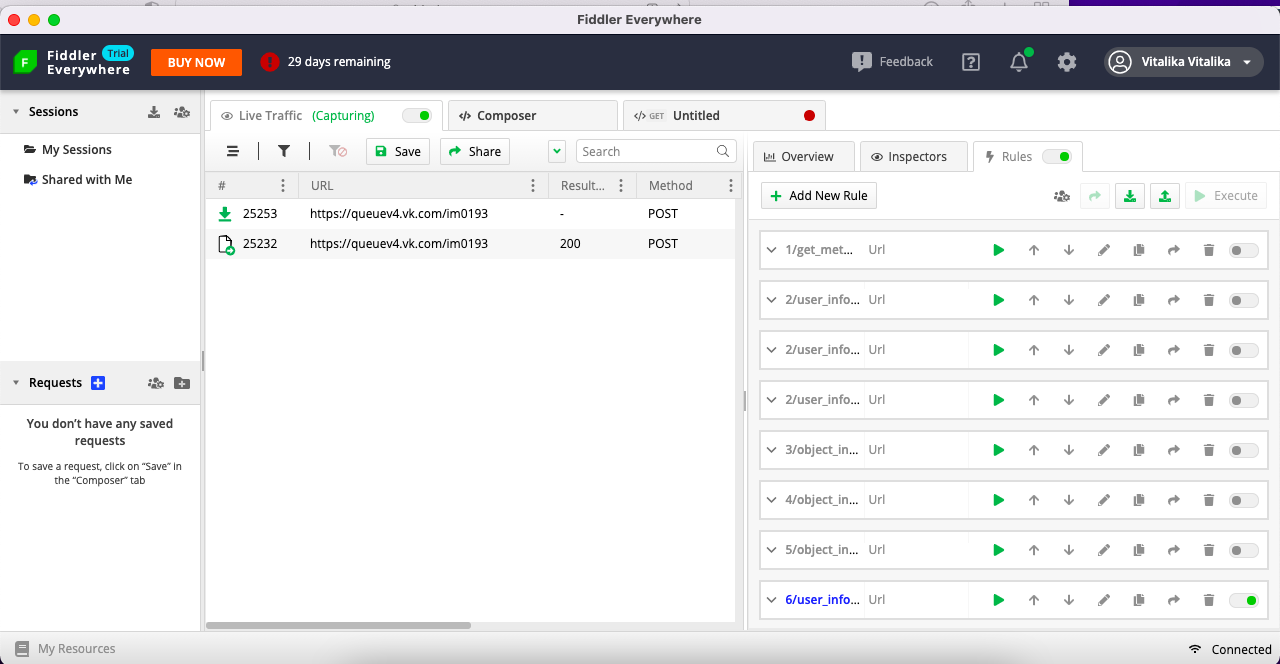 Fiddler Everywhere
Fiddler Trial
Everywhere
BUY NOW
29 days remaining
Feedback
Vitalika Vitalika
Sessions
My Sessions
Shared with Me
Requests
You don't have any saved
requests
To save a request, click on "Save" in
the "Composer" tab
Live Traffic (Capturing)
</> Composer
</> GET Untitled
Save
Share
Search
# URL Result... Method
25253 https://queuev4.vk.com/im0193 - POST
25232 https://queuev4.vk.com/im0193 200 POST
Overview
Inspectors
Rules
Add New Rule
Execute
1/get_met... Url
2/user_info... Url
2/user_info... Url
2/user_info... Url
3/object_in... Url
4/object_in... Url
5/object_in... Url
6/user_info... Url
My Resources
Connected